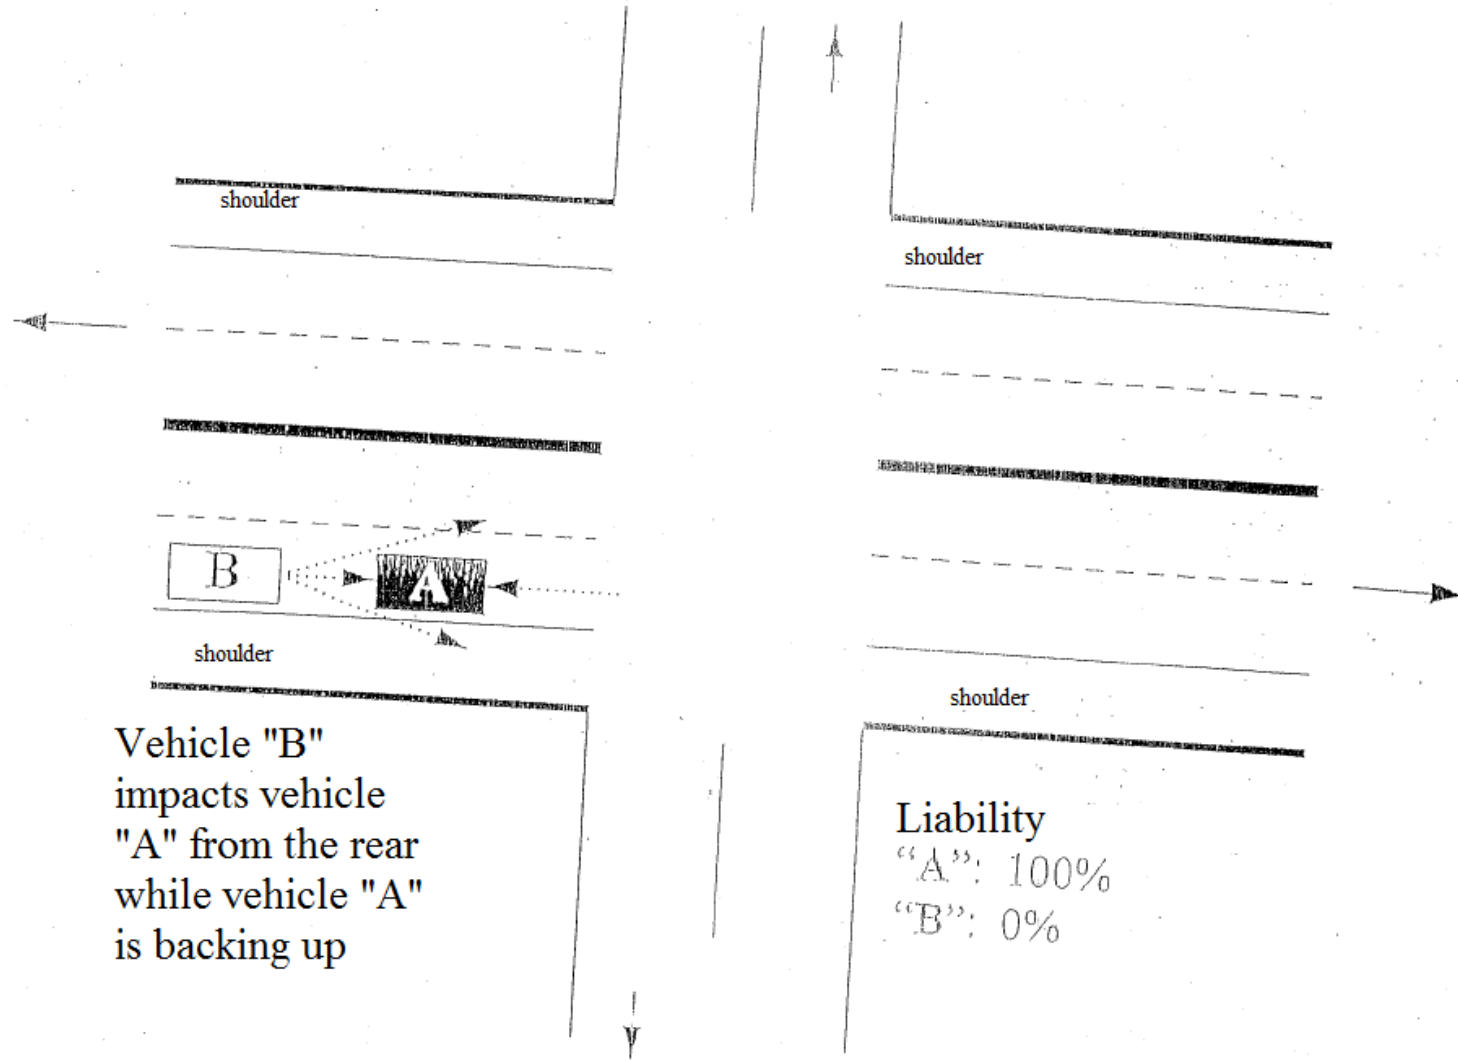 shoulder
shoulder
B
A
shoulder
shoulder
Vehicle "B"
impacts vehicle
"A" from the rear
while vehicle "A"
is backing up
Liability
“A”: 100%
“B”: 0%